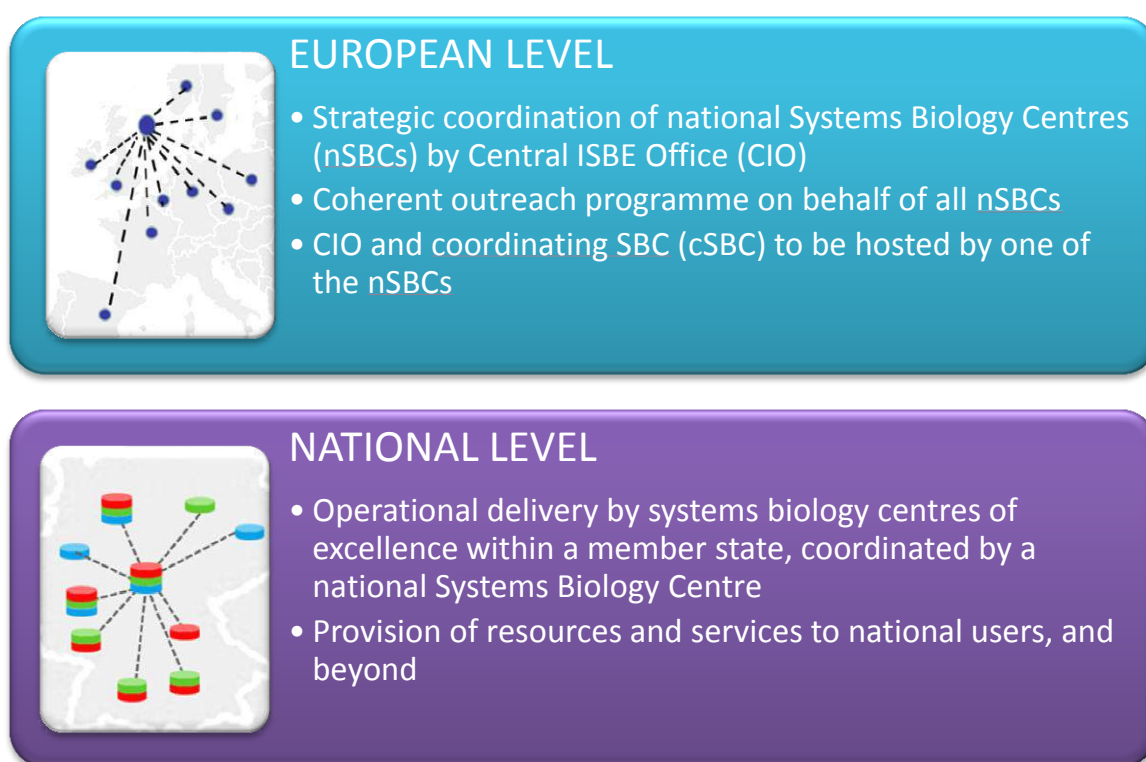 EUROPEAN LEVEL
• Strategic coordination of national Systems Biology Centres
(nSBCs) by Central ISBE Office (CIO)
• Coherent outreach programme on behalf of all nSBCs
• CIO and coordinating SBC (cSBC) to be hosted by one of
the nSBCs
NATIONAL LEVEL
• Operational delivery by systems biology centres of
excellence within a member state, coordinated by a
national Systems Biology Centre
• Provision of resources and services to national users, and
beyond